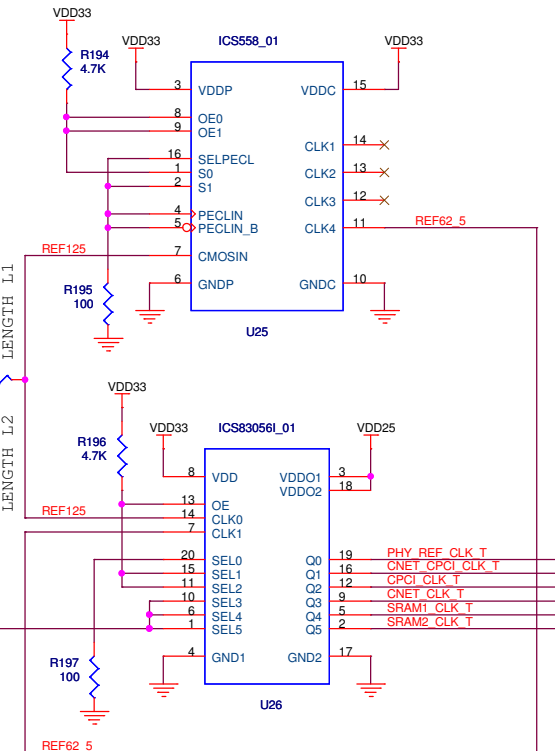 VDD33
R194
4.7K
VDD33
ICS558_01
VDD33
3 VDDP
VDDC 15
8 OE0
9 OE1
CLK1 14
16 SELPECL
1 S0
CLK2 13
2 S1
CLK3 12
4 PECLIN
5 PECLIN_B
CLK4 11
REF62_5
REF125
7 CMOSIN
6 GNDP
GNDC 10
R195
100
U25
LENGTH L1
LENGTH L2
VDD33
R196
4.7K
VDD33
ICS83056I_01
VDD25
8 VDD
VDDO1 3
VDDO2 18
13 OE
REF125
14 CLK0
7 CLK1
20 SEL0
Q0 19 PHY_REF_CLK_T
15 SEL1
Q1 16 CNET_CPCI_CLK_T
11 SEL2
Q2 12 CPCI_CLK_T
10 SEL3
Q3 9 CNET_CLK_T
6 SEL4
Q4 5 SRAM1_CLK_T
1 SEL5
Q5 2 SRAM2_CLK_T
4 GND1
GND2 17
R197
100
U26
REF62_5